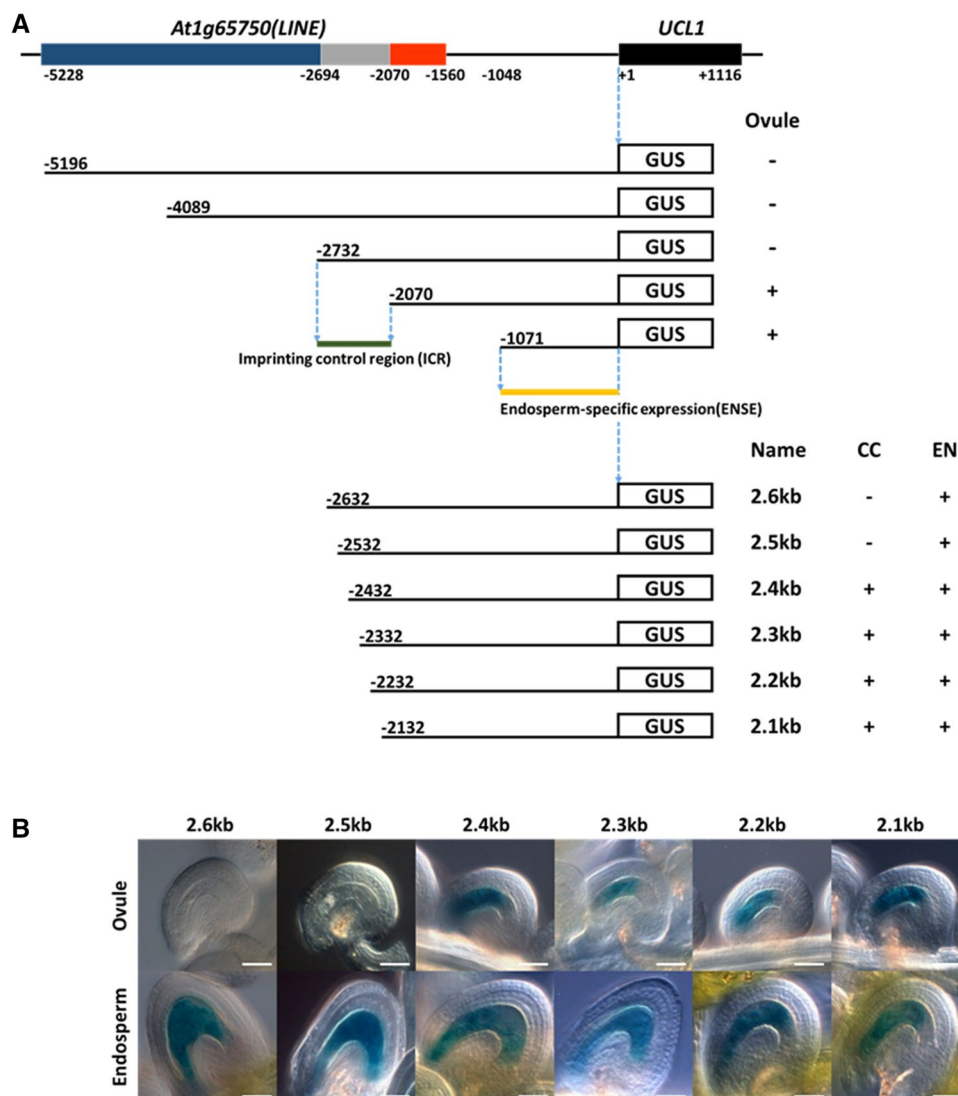 A
At1g65750(LINE) UCL1
-5228 -2694 -2070 -1560 -1048 +1 +1116
Ovule
-5196 GUS -
-4089 GUS -
-2732 GUS -
-2070 GUS +
-1071 GUS +
Imprinting control region (ICR)
Endosperm-specific expression(ENSE)
Name CC EN
-2632 GUS 2.6kb - +
-2532 GUS 2.5kb - +
-2432 GUS 2.4kb + +
-2332 GUS 2.3kb + +
-2232 GUS 2.2kb + +
-2132 GUS 2.1kb + +
B
2.6kb 2.5kb 2.4kb 2.3kb 2.2kb 2.1kb
Ovule
Endosperm